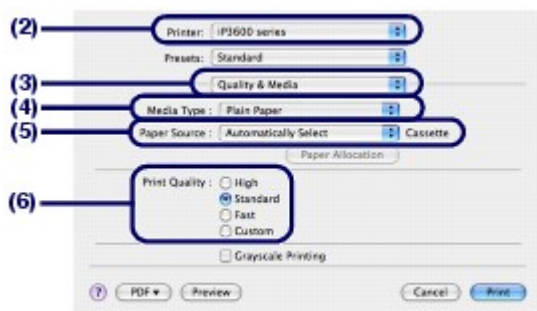 (2) Printer: iP3600 series
Presets: Standard
(3) Quality & Media
(4) Media Type : Plain Paper
(5) Paper Source : Automatically Select Cassette
Paper Allocation
(6) Print Quality : High
Standard
Fast
Custom
Grayscale Printing
? PDF ▾ Preview Cancel Print